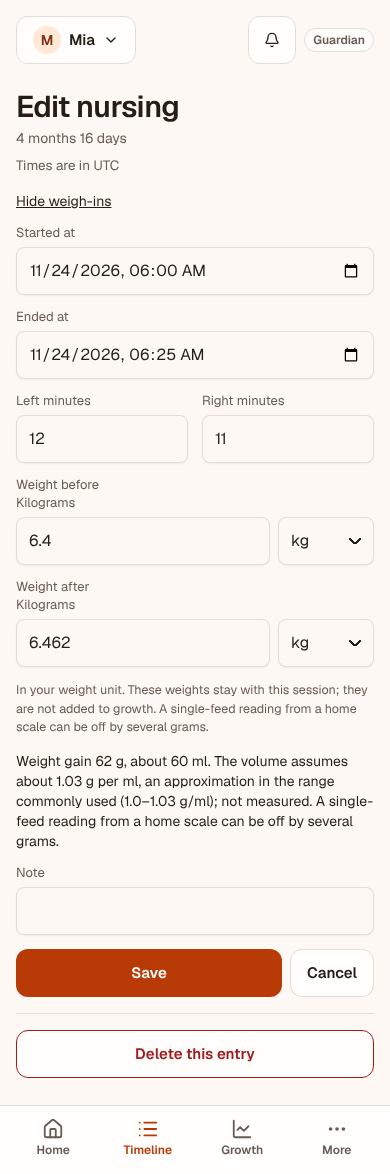 M Mia
Guardian
Edit nursing
4 months 16 days
Times are in UTC
Hide weigh-ins
Started at
11/24/2026, 06:00 AM
Ended at
11/24/2026, 06:25 AM
Left minutes Right minutes
12 11
Weight before
Kilograms
6.4 kg
Weight after
Kilograms
6.462 kg
In your weight unit. These weights stay with this session; they
are not added to growth. A single-feed reading from a home
scale can be off by several grams.
Weight gain 62 g, about 60 ml. The volume assumes
about 1.03 g per ml, an approximation in the range
commonly used (1.0–1.03 g/ml); not measured. A single-
feed reading from a home scale can be off by several
grams.
Note
Save Cancel
Delete this entry
Home Timeline Growth More